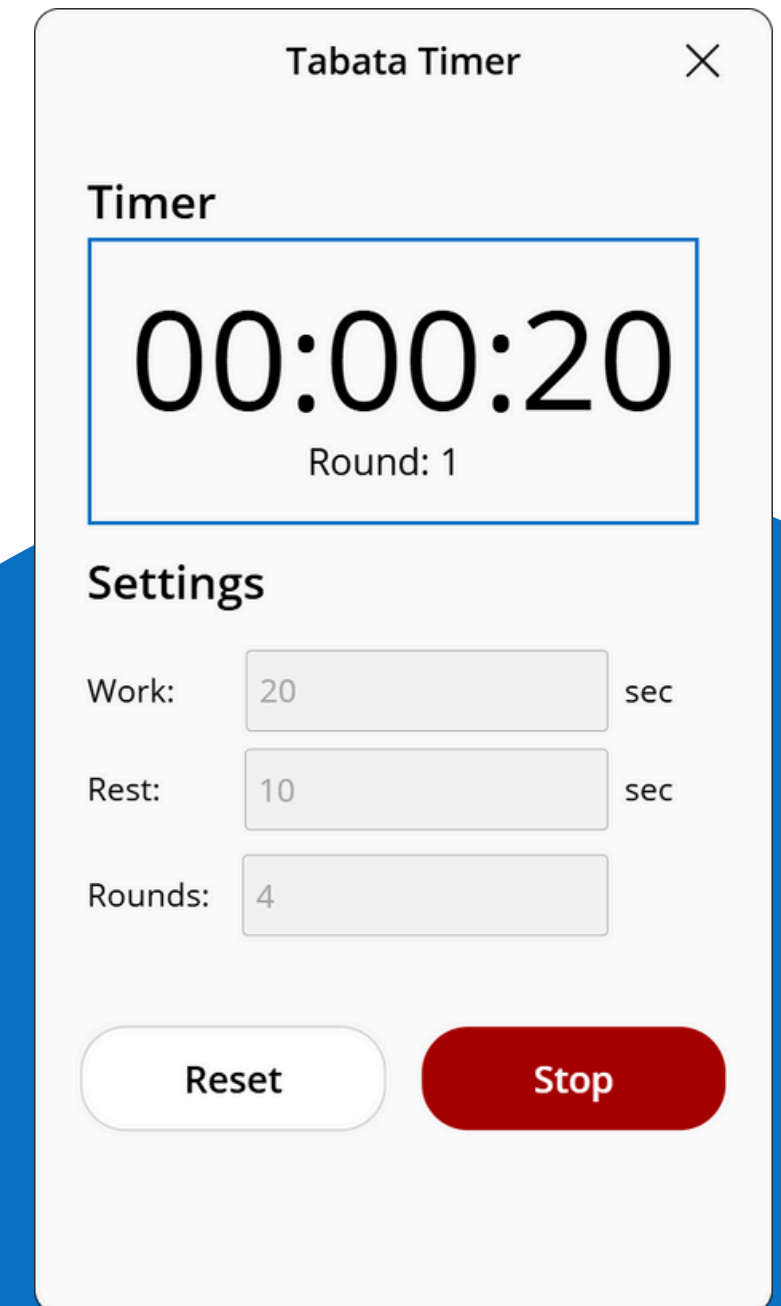 Tabata Timer
Timer
00:00:20
Round: 1
Settings
Work: 20 sec
Rest: 10 sec
Rounds: 4
Reset Stop